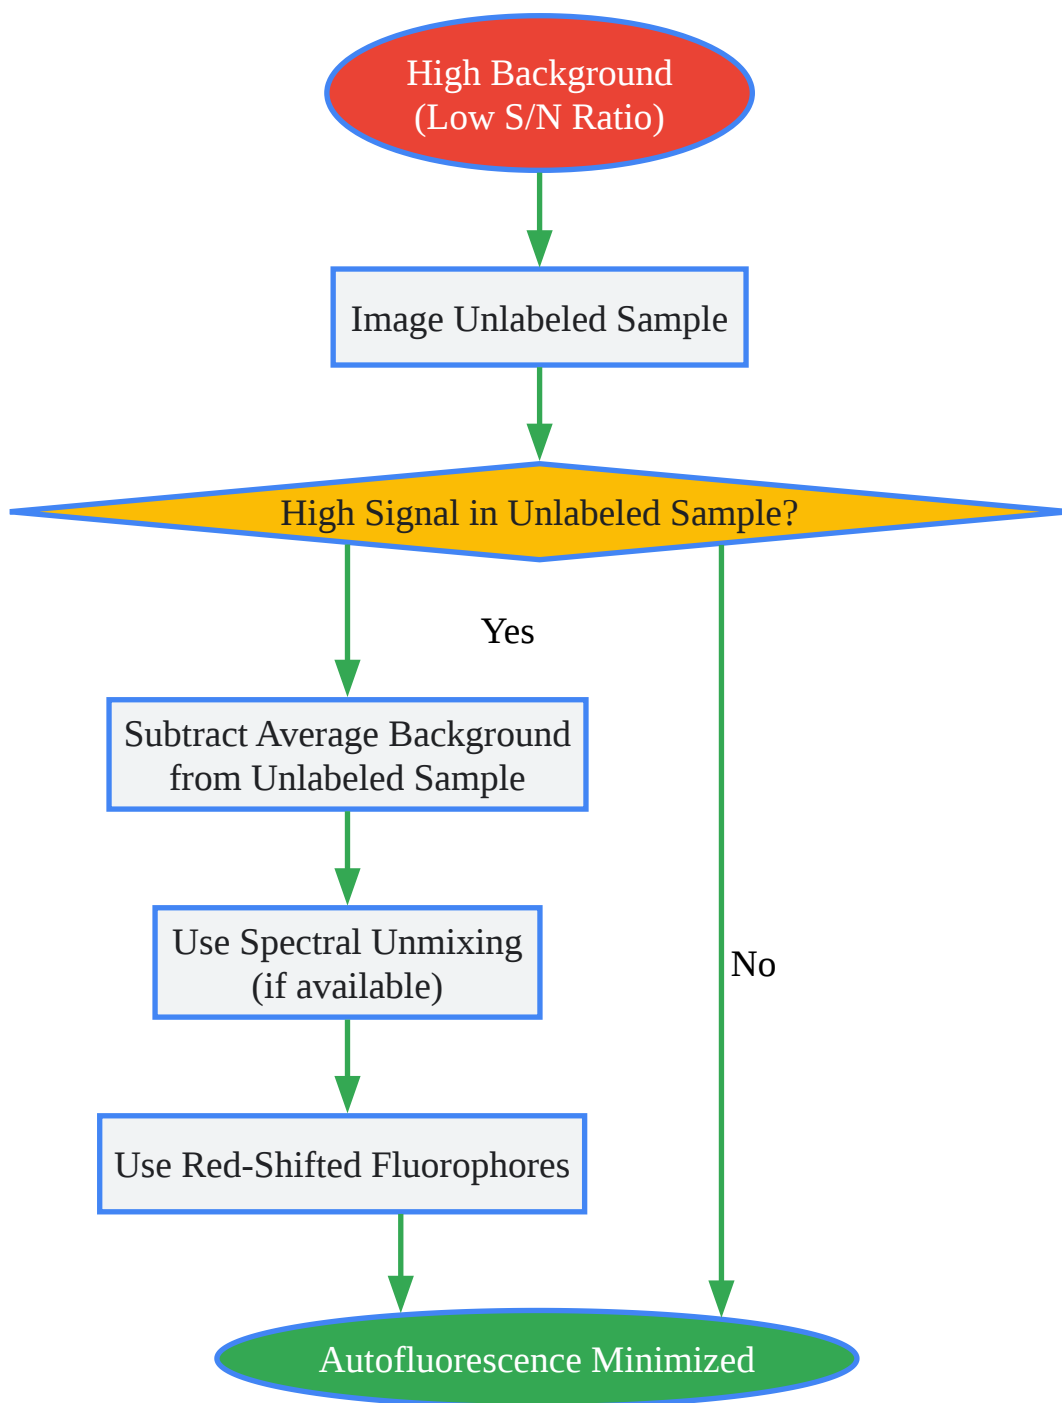 High Background
(Low S/N Ratio)
Image Unlabeled Sample
High Signal in Unlabeled Sample?
Yes
Subtract Average Background
from Unlabeled Sample
Use Spectral Unmixing
(if available)
No
Use Red-Shifted Fluorophores
Autofluorescence Minimized